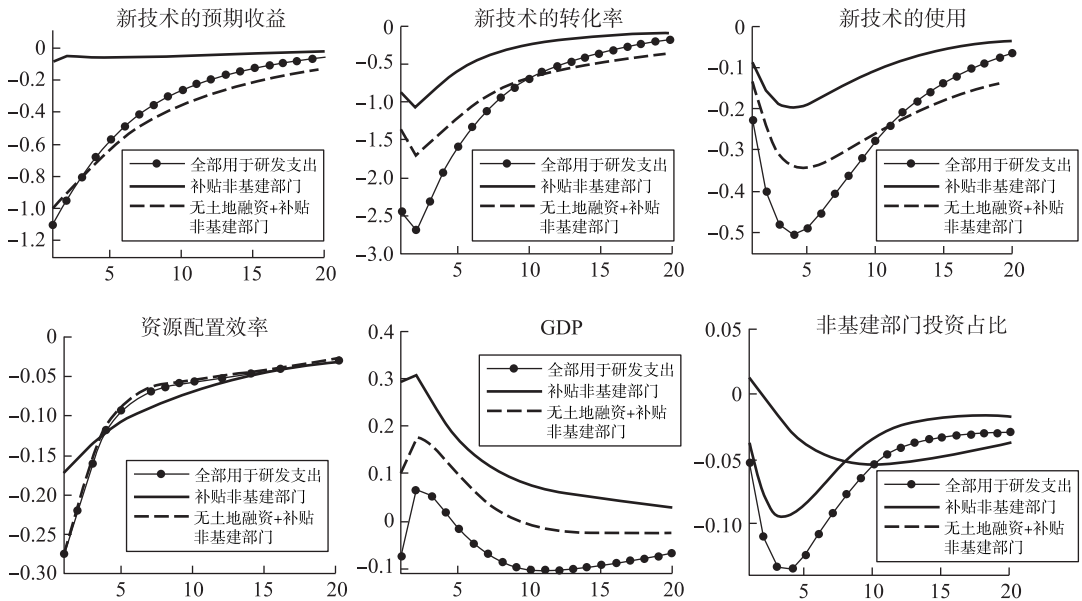 新技术的预期收益
0
−0.2
−0.4
−0.6
−0.8
−1.0
−1.2
5
10
15
20
全部用于研发支出
补贴非基建部门
无土地融资+补贴
非基建部门
新技术的转化率
0
−0.5
−1.0
−1.5
−2.0
−2.5
−3.0
5
10
15
20
全部用于研发支出
补贴非基建部门
无土地融资+补贴
非基建部门
新技术的使用
0
−0.1
−0.2
−0.3
−0.4
−0.5
5
10
15
20
全部用于研发支出
补贴非基建部门
无土地融资+补贴
非基建部门
资源配置效率
0
−0.05
−0.10
−0.15
−0.20
−0.25
−0.30
5
10
15
20
全部用于研发支出
补贴非基建部门
无土地融资+补贴
非基建部门
GDP
0.4
0.3
0.2
0.1
0
−0.1
5
10
15
20
全部用于研发支出
补贴非基建部门
无土地融资+补贴
非基建部门
非基建部门投资占比
0.05
0
−0.05
−0.10
5
10
15
20
全部用于研发支出
补贴非基建部门
无土地融资+补贴
非基建部门